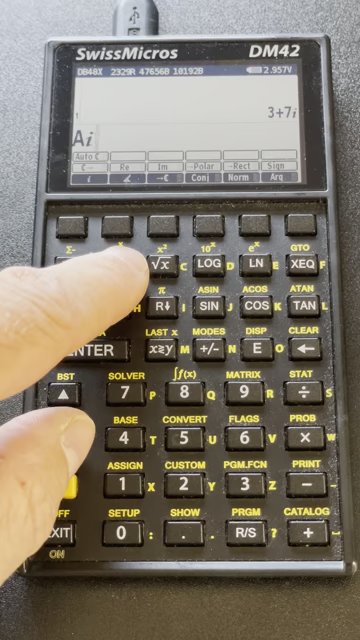 SwissMicros DM42
DB48X 2329R 47656B 10192B 2.957V
3+7i
1
Ai
Auto C
Re Im →Polar →Rect Sign
i ∠ →€ Conj Norm Arq
Σ- x² 10ˣ eˣ GTO
√x C LOG D LN E XEQ F
π ASIN ACOS ATAN
H R↓ I SIN J COS K TAN L
LAST x MODES DISP CLEAR
ENTER x≷y M +/- N E O ←
BST SOLVER ∫f(x) MATRIX STAT
▲ 7 P 8 Q 9 R ÷ S
BASE CONVERT FLAGS PROB
4 T 5 U 6 V × W
ASSIGN CUSTOM PGM.FCN PRINT
1 X 2 Y 3 Z −
OFF SETUP SHOW PRGM CATALOG
EXIT 0 : . . R/S ? +
ON